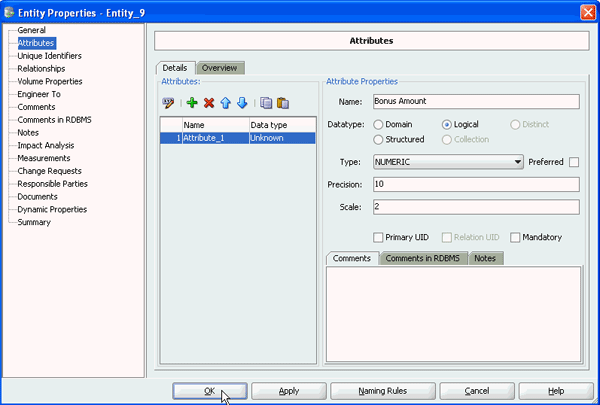 Entity Properties - Entity_9
General
Attributes
Unique Identifiers
Relationships
Volume Properties
Engineer To
Comments
Comments in RDBMS
Notes
Impact Analysis
Measurements
Change Requests
Responsible Parties
Documents
Dynamic Properties
Summary
Attributes
Details Overview
Attributes:
Name Data type
1 Attribute_1 Unknown
Attribute Properties
Name: Bonus Amount
Datatype: Domain Logical Distinct
Structured Collection
Type: NUMERIC Preferred
Precision: 10
Scale: 2
Primary UID Relation UID Mandatory
Comments Comments in RDBMS Notes
OK Apply Naming Rules Cancel Help